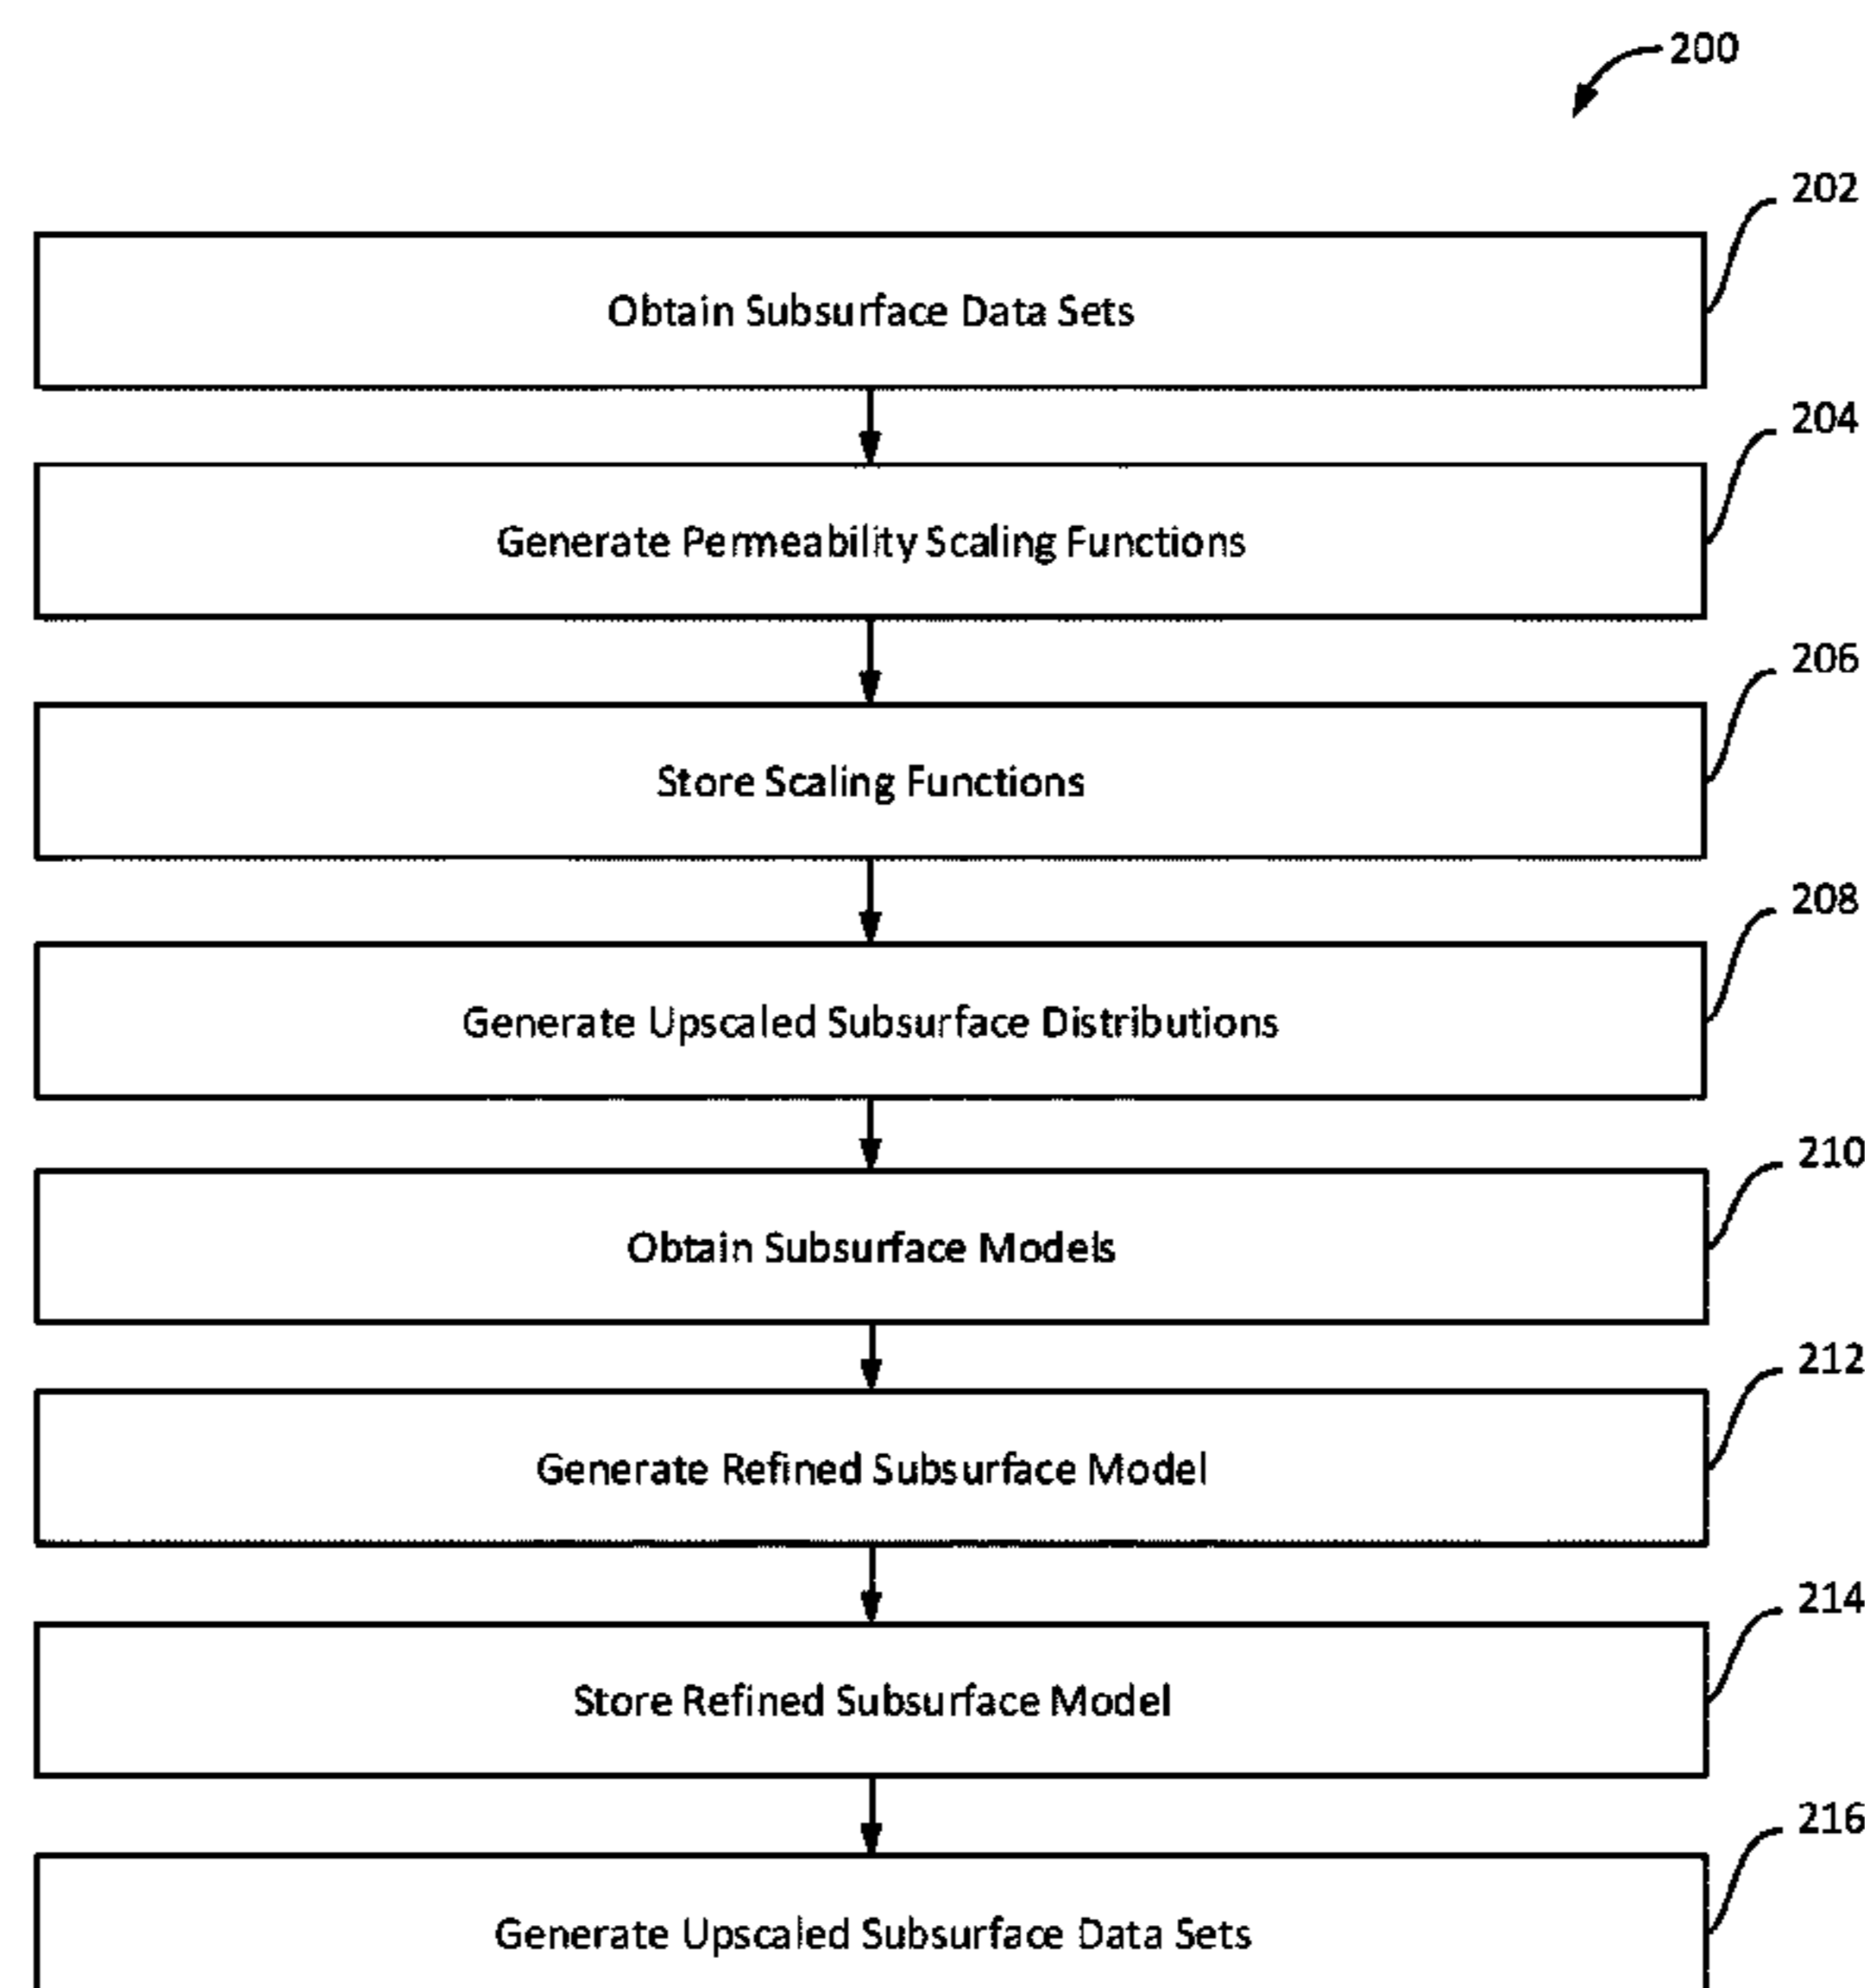 200
202
Obtain Subsurface Data Sets
204
Generate Permeability Scaling Functions
206
Store Scaling Functions
208
Generate Upscaled Subsurface Distributions
210
Obtain Subsurface Models
212
Generate Refined Subsurface Model
214
Store Refined Subsurface Model
216
Generate Upscaled Subsurface Data Sets